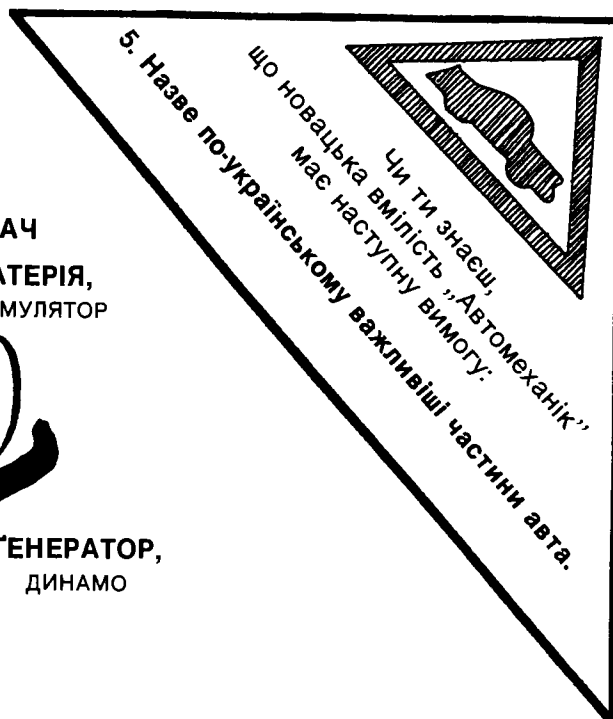 Чи ти знаєш,
що новацька вмілість „Автомеханік”
має наступну вимогу:
5. Назве по-українському важливіші частини авта.
АЧ
АТЕРІЯ,
МУЛЯТОР
ҐЕНЕРАТОР,
ДИНАМО